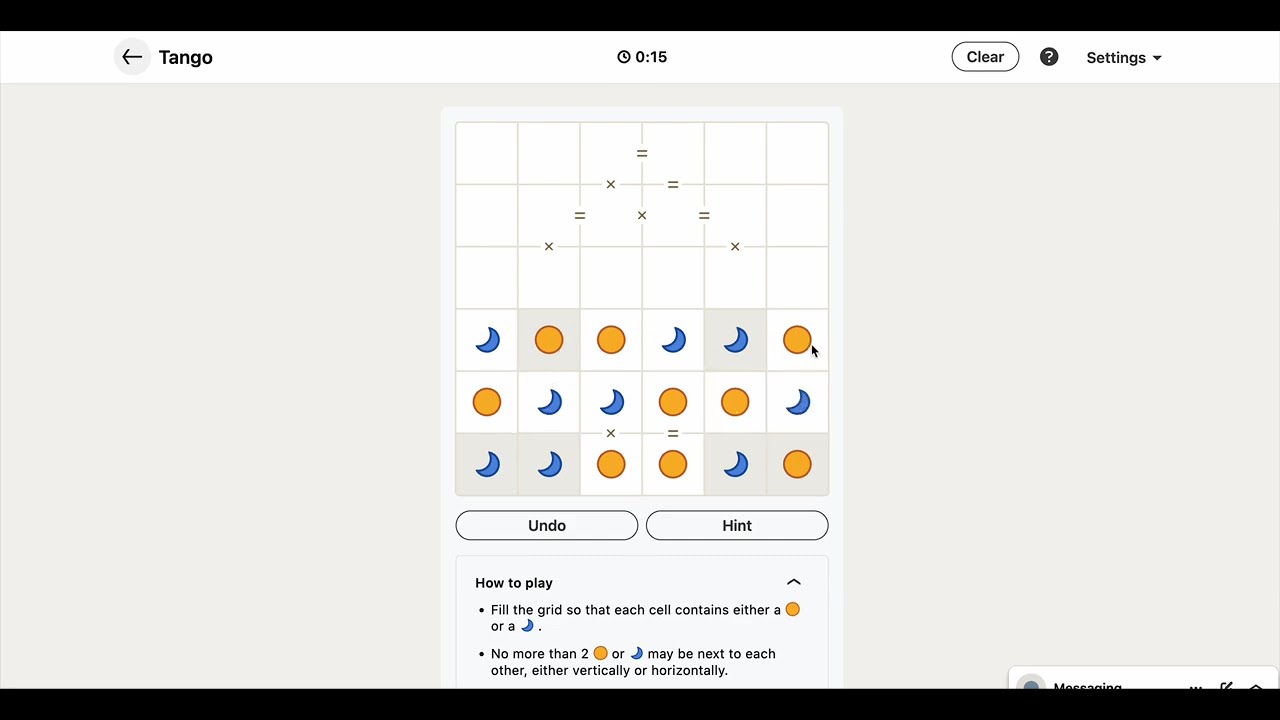 Tango
0:15
Clear
?
Settings
=
×
=
=
×
=
×
×
×
=
Undo
Hint
How to play
• Fill the grid so that each cell contains either a
or a .
• No more than 2 or may be next to each
other, either vertically or horizontally.
Messaging